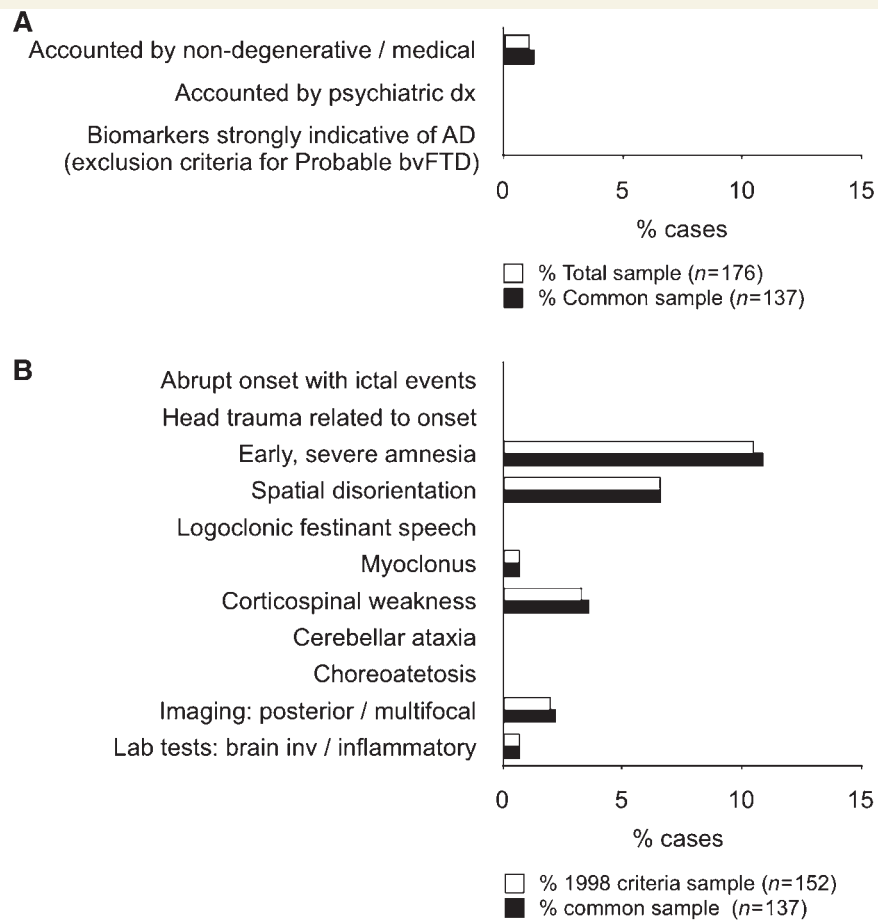 A
Accounted by non-degenerative / medical
Accounted by psychiatric dx
Biomarkers strongly indicative of AD
(exclusion criteria for Probable bvFTD)
0 5 10 15
% cases
% Total sample (n=176)
% Common sample (n=137)
B
Abrupt onset with ictal events
Head trauma related to onset
Early, severe amnesia
Spatial disorientation
Logoclonic festinant speech
Myoclonus
Corticospinal weakness
Cerebellar ataxia
Choreoatetosis
Imaging: posterior / multifocal
Lab tests: brain inv / inflammatory
0 5 10 15
% cases
% 1998 criteria sample (n=152)
% common sample (n=137)